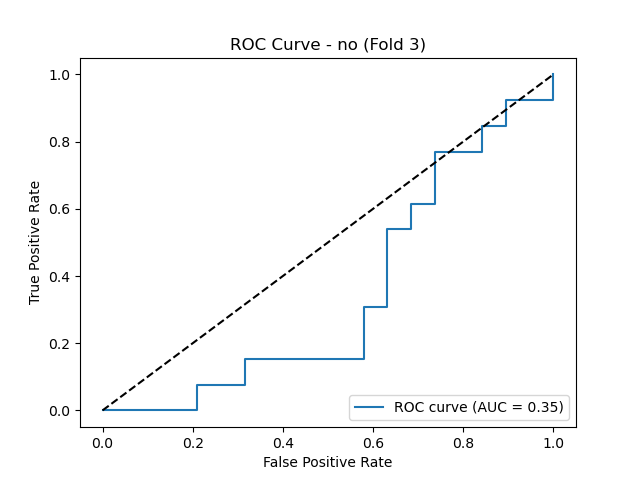 ROC Curve - no (Fold 3)
True Positive Rate
1.0
0.8
0.6
0.4
0.2
0.0
ROC curve (AUC = 0.35)
0.0 0.2 0.4 0.6 0.8 1.0
False Positive Rate